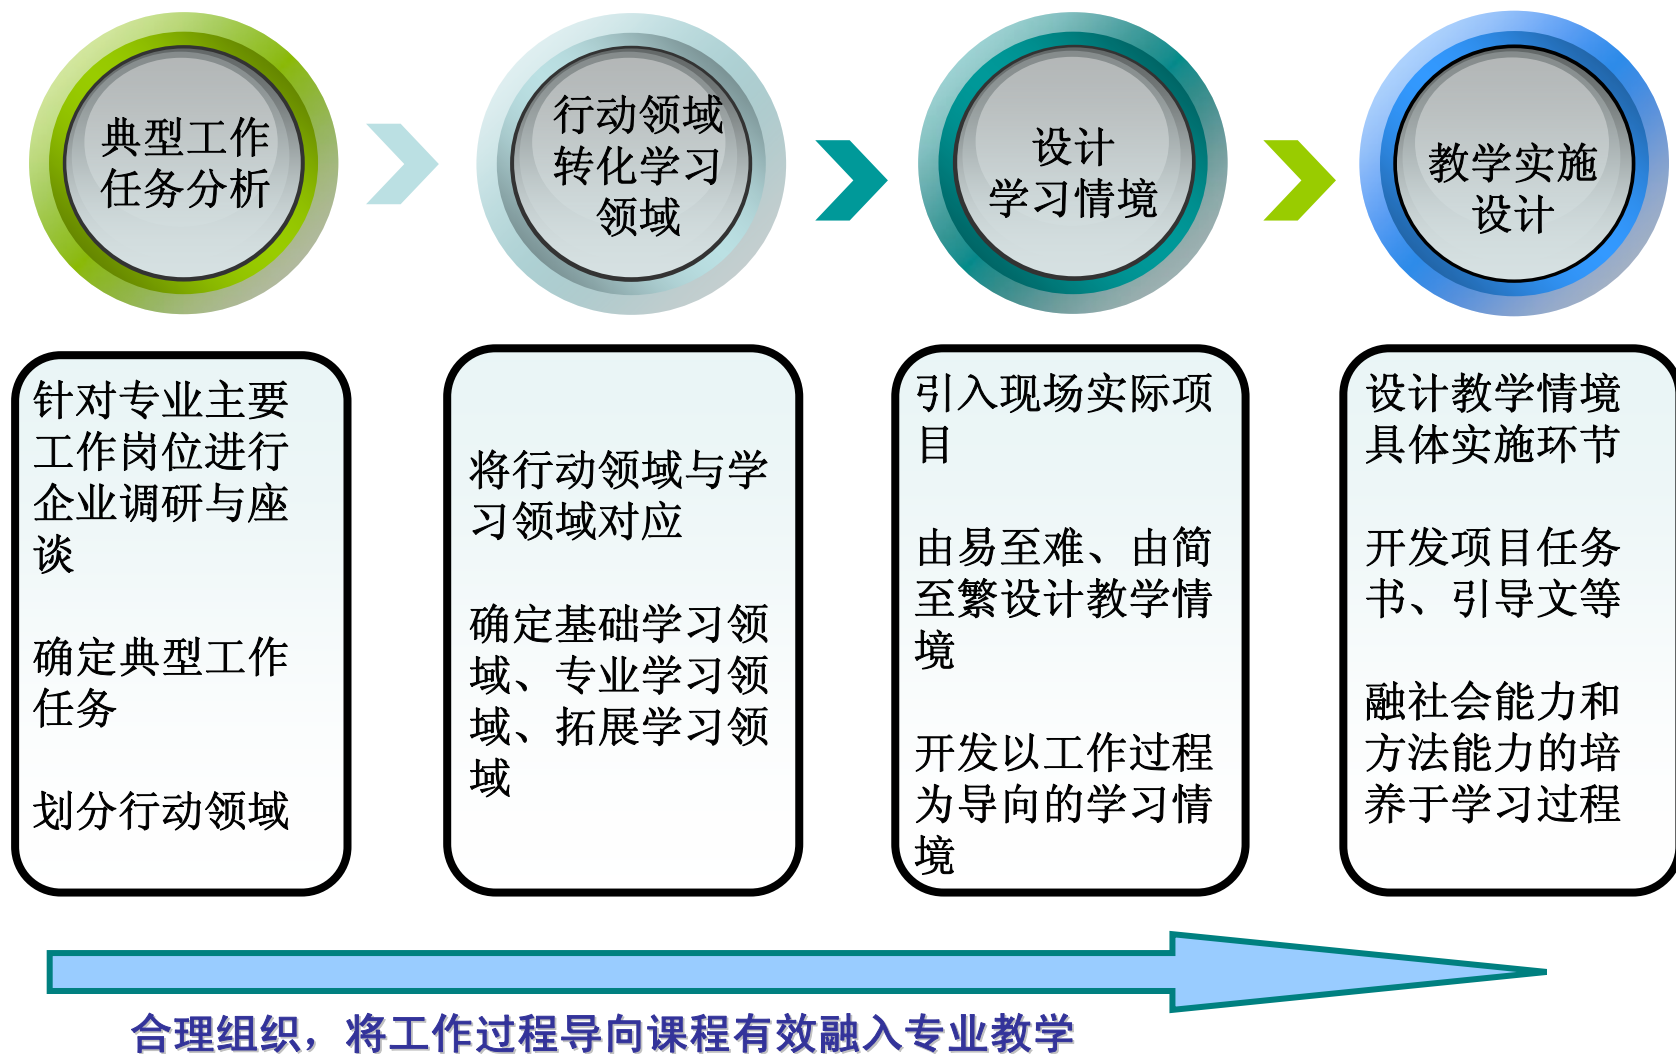 典型工作
任务分析
行动领域
转化学习
领域
设计
学习情境
教学实施
设计
针对专业主要
工作岗位进行
企业调研与座
谈
确定典型工作
任务
划分行动领域
将行动领域与学
习领域对应
确定基础学习领
域、专业学习领
域、拓展学习领
域
引入现场实际项
目
由易至难、由简
至繁设计教学情
境
开发以工作过程
为导向的学习情
境
设计教学情境
具体实施环节
开发项目任务
书、引导文等
融社会能力和
方法能力的培
养于学习过程
合理组织，将工作过程导向课程有效融入专业教学